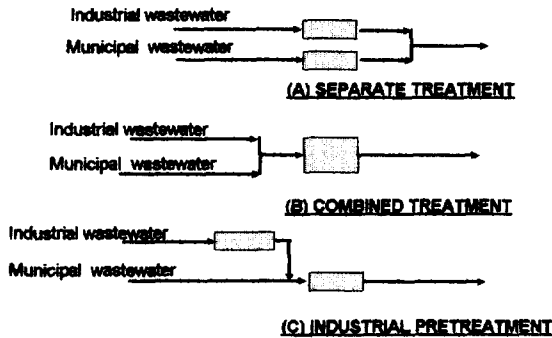 Industrial wastewater
Municipal wastewater
(A) SEPARATE TREATMENT
Industrial wastewater
Municipal wastewater
(B) COMBINED TREATMENT
Industrial wastewater
Municipal wastewater
(C) INDUSTRIAL PRETREATMENT